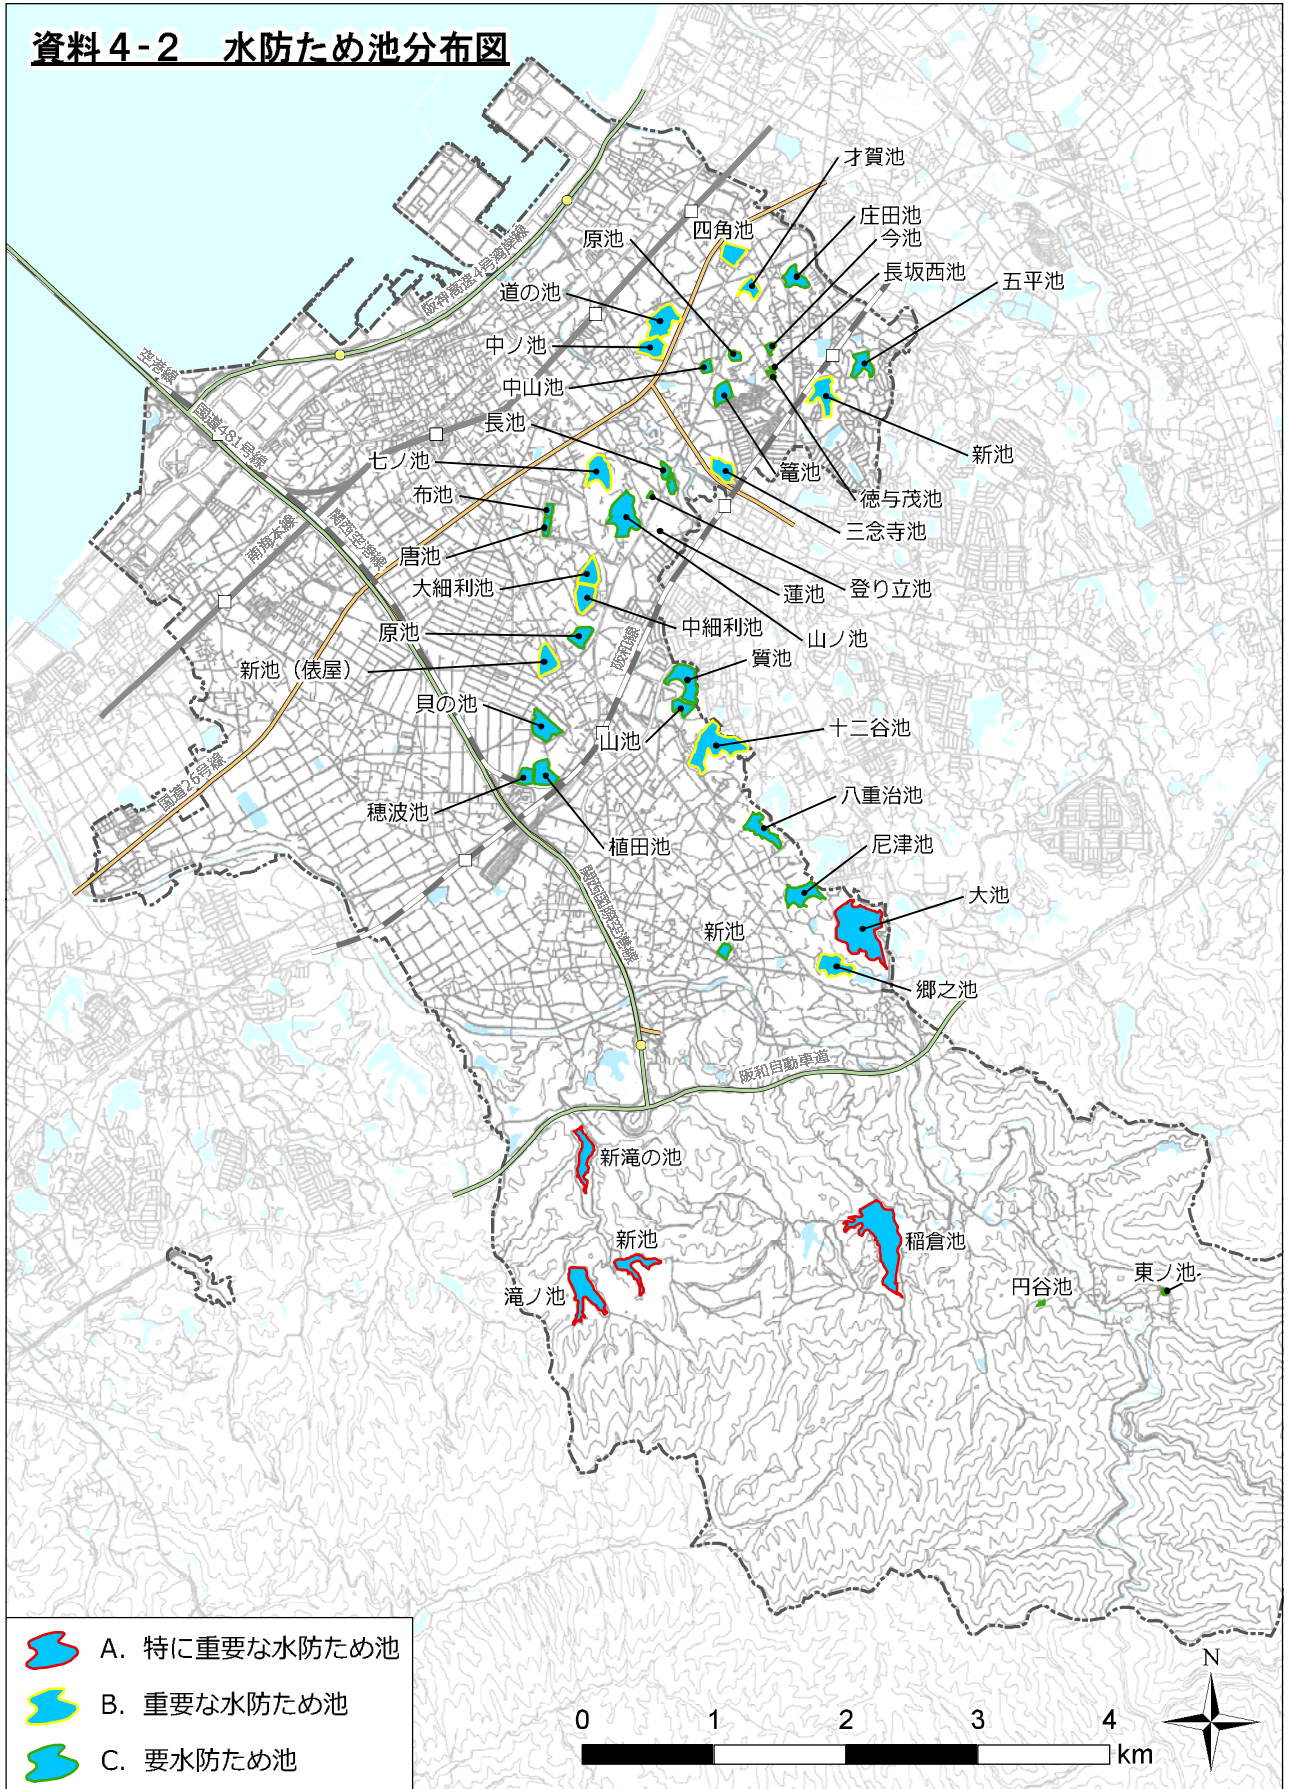 資料4-2　水防ため池分布図
才賀池
庄田池
四角池
原池
今池
長坂西池
五平池
道の池
阪神高速4号湾岸線
中ノ池
空港線
中山池
国道481号線
長池
七ノ池
篭池
新池
布池
徳与茂池
南海本線
関西空港線
三念寺池
唐池
大細利池
蓮池
登り立池
中細利池
原池
山ノ池
阪和線
質池
新池（俵屋）
貝の池
十二谷池
山池
国道26号線
八重治池
穂波池
植田池
尼津池
大池
関西国際空港線
新池
郷之池
阪和自動車道
新滝の池
新池
稲倉池
東ノ池
円谷池
滝ノ池
A. 特に重要な水防ため池
B. 重要な水防ため池
C. 要水防ため池
N
0 1 2 3 4
km